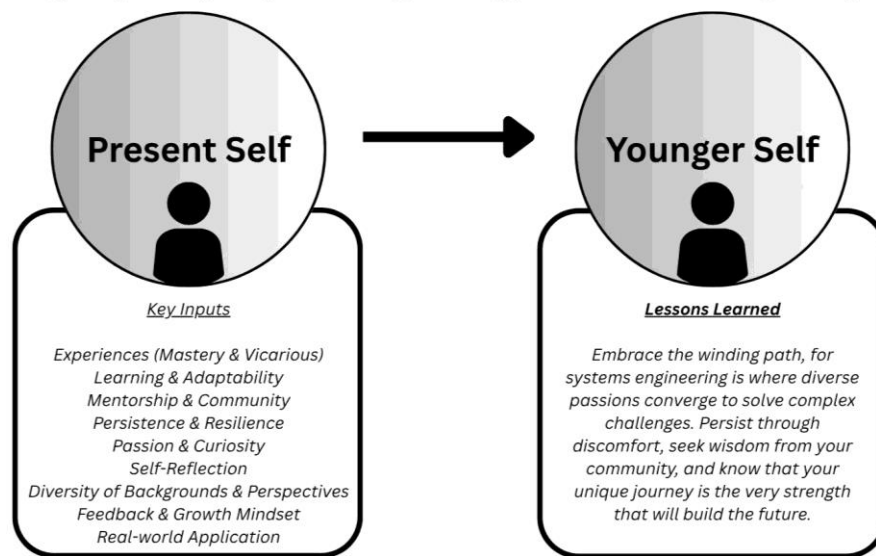 Present Self
Key Inputs
Experiences (Mastery & Vicarious)
Learning & Adaptability
Mentorship & Community
Persistence & Resilience
Passion & Curiosity
Self-Reflection
Diversity of Backgrounds & Perspectives
Feedback & Growth Mindset
Real-world Application
Younger Self
Lessons Learned
Embrace the winding path, for
systems engineering is where diverse
passions converge to solve complex
challenges. Persist through
discomfort, seek wisdom from your
community, and know that your
unique journey is the very strength
that will build the future.